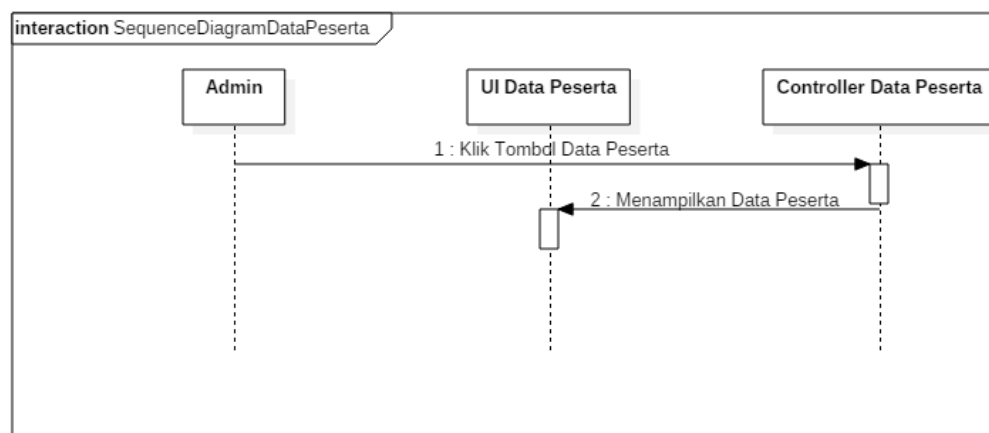 interaction SequenceDiagramDataPeserta
Admin
UI Data Peserta
Controller Data Peserta
1 : Klik Tombol Data Peserta
2 : Menampilkan Data Peserta